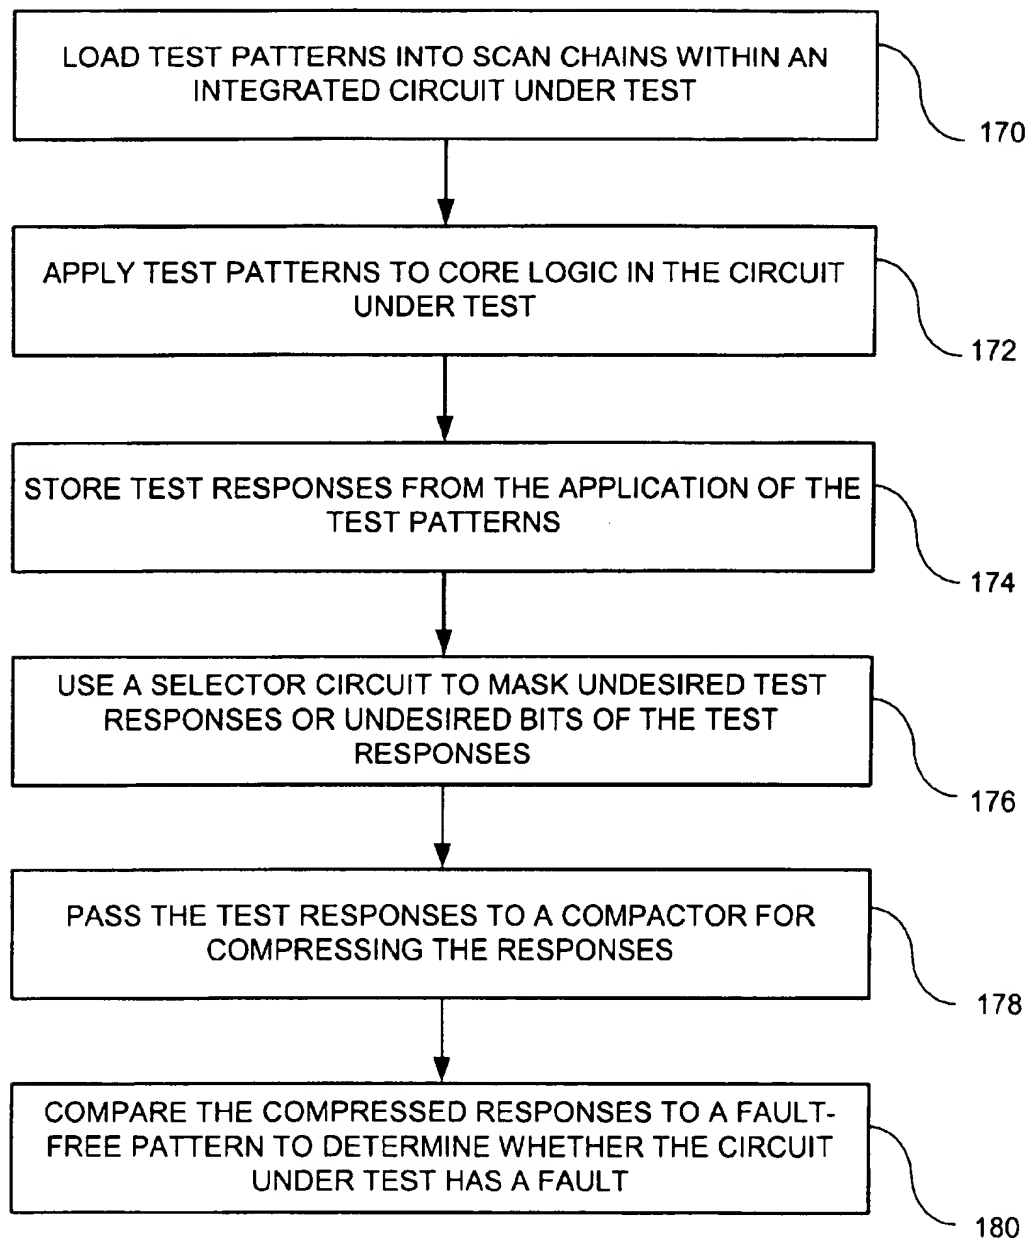 LOAD TEST PATTERNS INTO SCAN CHAINS WITHIN AN
INTEGRATED CIRCUIT UNDER TEST
170
APPLY TEST PATTERNS TO CORE LOGIC IN THE CIRCUIT
UNDER TEST
172
STORE TEST RESPONSES FROM THE APPLICATION OF THE
TEST PATTERNS
174
USE A SELECTOR CIRCUIT TO MASK UNDESIRED TEST
RESPONSES OR UNDESIRED BITS OF THE TEST
RESPONSES
176
PASS THE TEST RESPONSES TO A COMPACTOR FOR
COMPRESSING THE RESPONSES
178
COMPARE THE COMPRESSED RESPONSES TO A FAULT-
FREE PATTERN TO DETERMINE WHETHER THE CIRCUIT
UNDER TEST HAS A FAULT
180